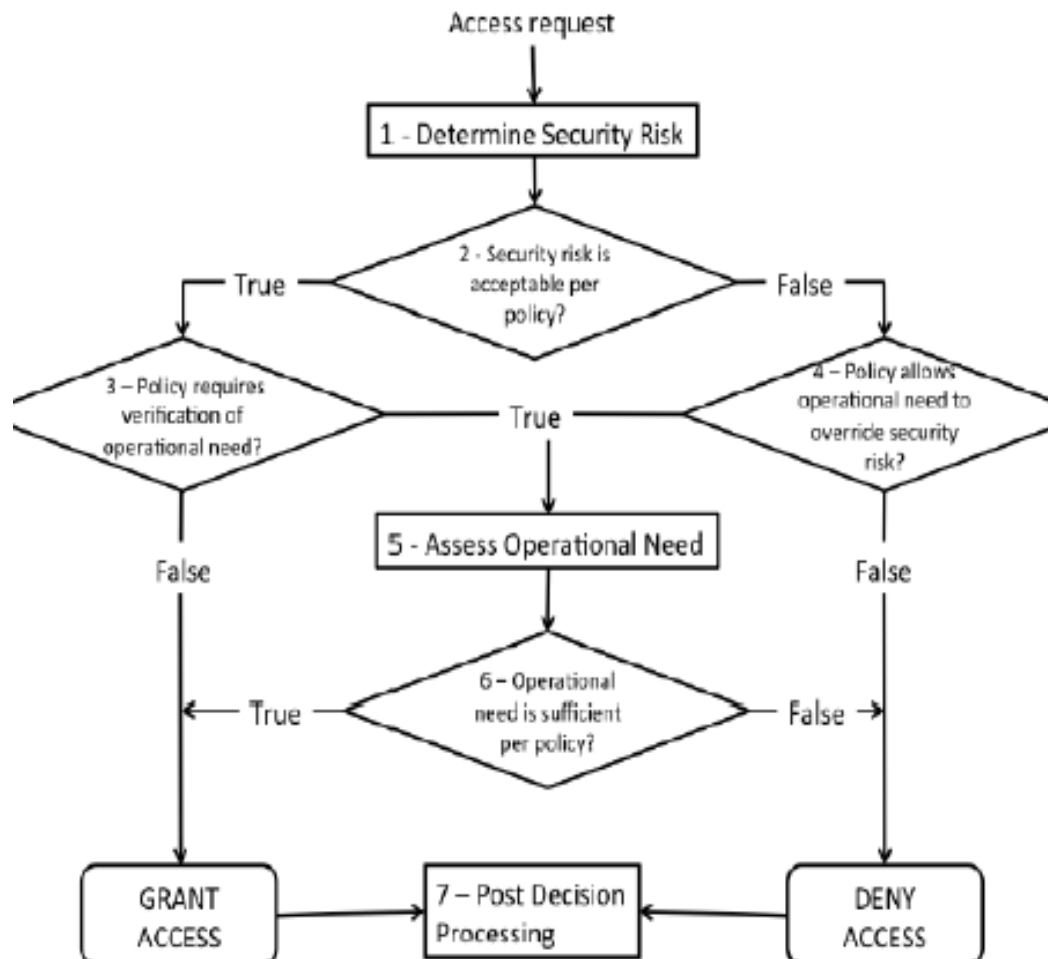 Access request
1 - Determine Security Risk
2 - Security risk is
acceptable per
policy?
True
False
3 – Policy requires
verification of
operational need?
True
4 – Policy allows
operational need to
override security
risk?
5 - Assess Operational Need
False
False
6 – Operational
need is sufficient
per policy?
True
False
GRANT
ACCESS
7 – Post Decision
Processing
DENY
ACCESS